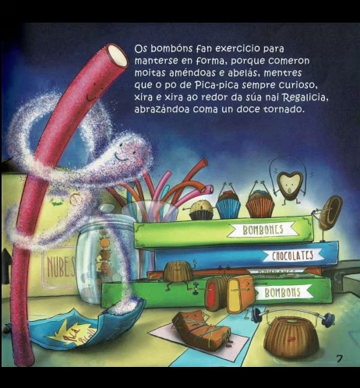 Os bombóns fan exercicio para
manterse en forma, porque comeron
moitas améndoas e abelás, mentres
que o po de Pica-pica sempre curioso,
xira e xira ao redor da súa nai Regalicia,
abrazándoa coma un doce tornado.
BOMBONES
CHOCOLATES
NUBES
BOMBONS
7